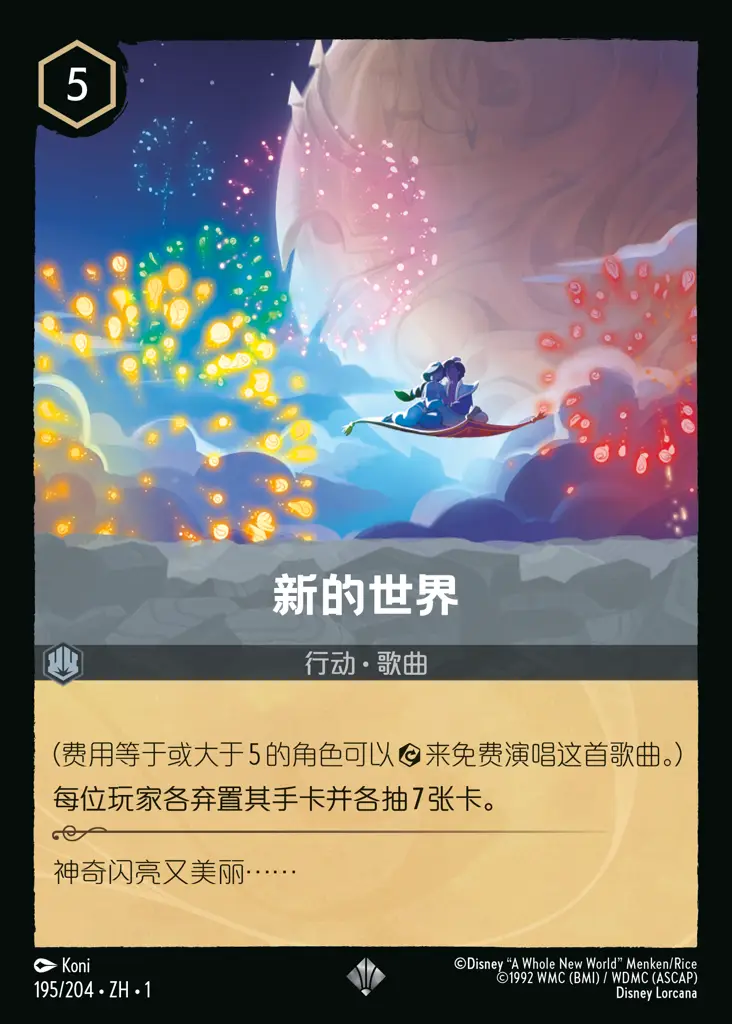 5
新的世界
行动 • 歌曲
（费用等于或大于5的角色可以来免费演唱这首歌曲。）
每位玩家各弃置其手卡并各抽7张卡。
神奇闪亮又美丽……
Koni
195/204 • ZH • 1
©Disney “A Whole New World” Menken/Rice
©1992 WMC (BMI) / WDMC (ASCAP)
Disney Lorcana